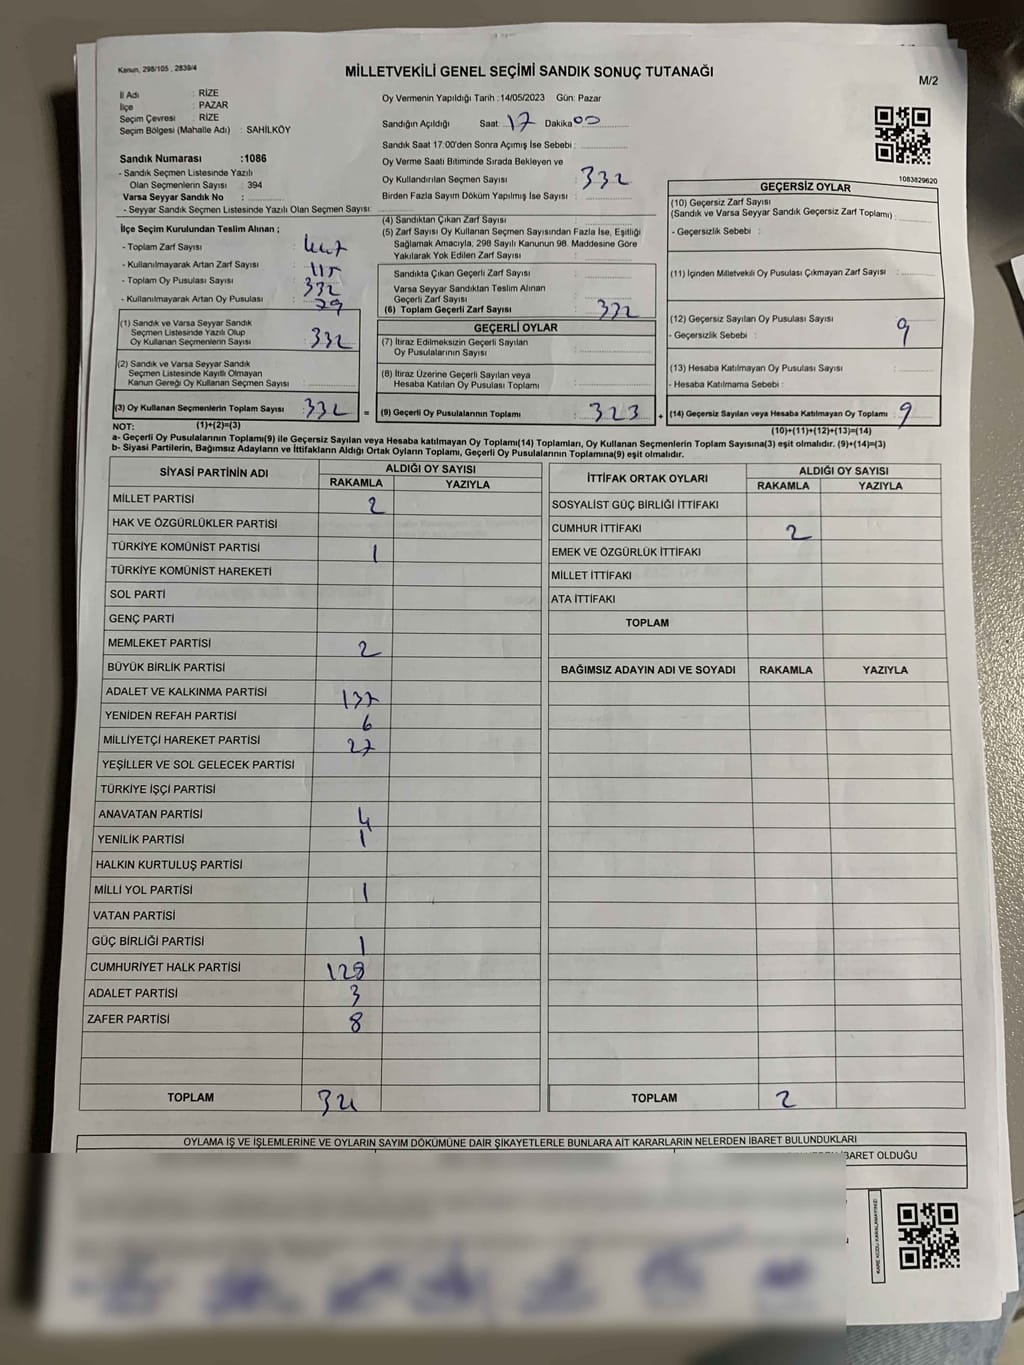 Kanun, 298/105 , 2839/4
MİLLETVEKİLİ GENEL SEÇİMİ SANDIK SONUÇ TUTANAĞI
M/2
İl Adı : RİZE
İlçe : PAZAR
Seçim Çevresi : RİZE
Seçim Bölgesi (Mahalle Adı) : SAHİLKÖY
Oy Vermenin Yapıldığı Tarih :14/05/2023 Gün: Pazar
Sandığın Açıldığı Saat: 17 Dakika 00
Sandık Saat 17:00'den Sonra Açımış İse Sebebi :
Sandık Numarası :1086
- Sandık Seçmen Listesinde Yazılı
Olan Seçmenlerin Sayısı : 394
Varsa Seyyar Sandık No :
- Seyyar Sandık Seçmen Listesinde Yazılı Olan Seçmen Sayısı:
Oy Verme Saati Bitiminde Sırada Bekleyen ve
Oy Kullandırılan Seçmen Sayısı : 332
Birden Fazla Sayım Döküm Yapılmış İse Sayısı :
1083829620
İlçe Seçim Kurulundan Teslim Alınan ;
- Toplam Zarf Sayısı :
- Kullanılmayarak Artan Zarf Sayısı :
- Toplam Oy Pusulası Sayısı : 332
- Kullanılmayarak Artan Oy Pusulası : 79
(1) Sandık ve Varsa Seyyar Sandık
Seçmen Listesinde Yazılı Olup
Oy Kullanan Seçmenlerin Sayısı : 332
(2) Sandık ve Varsa Seyyar Sandık
Seçmen Listesinde Kayıtlı Olmayan
Kanun Gereği Oy Kullanan Seçmen Sayısı :
(3) Oy Kullanan Seçmenlerin Toplam Sayısı : 332 =
(4) Sandıktan Çıkan Zarf Sayısı :
(5) Zarf Sayısı Oy Kullanan Seçmen Sayısından Fazla İse, Eşitliği
Sağlamak Amacıyla, 298 Sayılı Kanunun 98. Maddesine Göre
Yakılarak Yok Edilen Zarf Sayısı :
Sandıkta Çıkan Geçerli Zarf Sayısı :
Varsa Seyyar Sandıktan Teslim Alınan
Geçerli Zarf Sayısı :
(6) Toplam Geçerli Zarf Sayısı : 332
GEÇERLİ OYLAR
(7) İtiraz Edilmeksizin Geçerli Sayılan
Oy Pusulalarının Sayısı :
(8) İtiraz Üzerine Geçerli Sayılan veya
Hesaba Katılan Oy Pusulası Toplamı :
(9) Geçerli Oy Pusulalarının Toplamı : 323 +
GEÇERSİZ OYLAR
(10) Geçersiz Zarf Sayısı
(Sandık ve Varsa Seyyar Sandık Geçersiz Zarf Toplamı) :
- Geçersizlik Sebebi :
(11) İçinden Milletvekili Oy Pusulası Çıkmayan Zarf Sayısı :
(12) Geçersiz Sayılan Oy Pusulası Sayısı : 9
- Geçersizlik Sebebi :
(13) Hesaba Katılmayan Oy Pusulası Sayısı :
- Hesaba Katılmama Sebebi :
(14) Geçersiz Sayılan veya Hesaba Katılmayan Oy Toplamı : 9
NOT: (1)+(2)=(3) (10)+(11)+(12)+(13)=(14)
a- Geçerli Oy Pusulalarının Toplamı(9) ile Geçersiz Sayılan veya Hesaba katılmayan Oy Toplamı(14) Toplamları, Oy Kullanan Seçmenlerin Toplam Sayısına(3) eşit olmalıdır. (9)+(14)=(3)
b- Siyasi Partilerin, Bağımsız Adayların ve İttifakların Aldığı Ortak Oyların Toplamı, Geçerli Oy Pusulalarının Toplamına(9) eşit olmalıdır.
SİYASİ PARTİNİN ADI ALDIĞI OY SAYISI
RAKAMLA YAZIYLA
MİLLET PARTİSİ 2
HAK VE ÖZGÜRLÜKLER PARTİSİ
TÜRKİYE KOMÜNİST PARTİSİ 1
TÜRKİYE KOMÜNİST HAREKETİ
SOL PARTİ
GENÇ PARTİ
MEMLEKET PARTİSİ 2
BÜYÜK BİRLİK PARTİSİ
ADALET VE KALKINMA PARTİSİ 137
YENİDEN REFAH PARTİSİ 6
MİLLİYETÇİ HAREKET PARTİSİ 27
YEŞİLLER VE SOL GELECEK PARTİSİ
TÜRKİYE İŞÇİ PARTİSİ
ANAVATAN PARTİSİ 4
YENİLİK PARTİSİ 1
HALKIN KURTULUŞ PARTİSİ
MİLLİ YOL PARTİSİ 1
VATAN PARTİSİ
GÜÇ BİRLİĞİ PARTİSİ 1
CUMHURİYET HALK PARTİSİ 128
ADALET PARTİSİ 3
ZAFER PARTİSİ 8
TOPLAM
İTTİFAK ORTAK OYLARI ALDIĞI OY SAYISI
RAKAMLA YAZIYLA
SOSYALİST GÜÇ BİRLİĞİ İTTİFAKI
CUMHUR İTTİFAKI 2
EMEK VE ÖZGÜRLÜK İTTİFAKI
MİLLET İTTİFAKI
ATA İTTİFAKI
TOPLAM
BAĞIMSIZ ADAYIN ADI VE SOYADI RAKAMLA YAZIYLA
TOPLAM 2
OYLAMA İŞ VE İŞLEMLERİNE VE OYLARIN SAYIM DÖKÜMÜNE DAİR ŞİKAYETLERLE BUNLARA AİT KARARLARIN NELERDEN İBARET BULUNDUKLARI
İBARET OLDUĞU